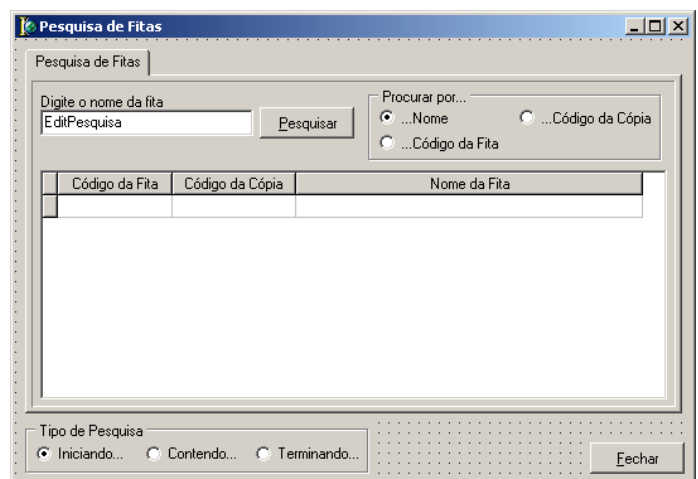 Pesquisa de Fitas
Pesquisa de Fitas
Digite o nome da fita
EditPesquisa
Pesquisar
Procurar por...
...Nome
...Código da Cópia
...Código da Fita
Código da Fita
Código da Cópia
Nome da Fita
Tipo de Pesquisa
Iniciando...
Contendo...
Terminando...
Fechar